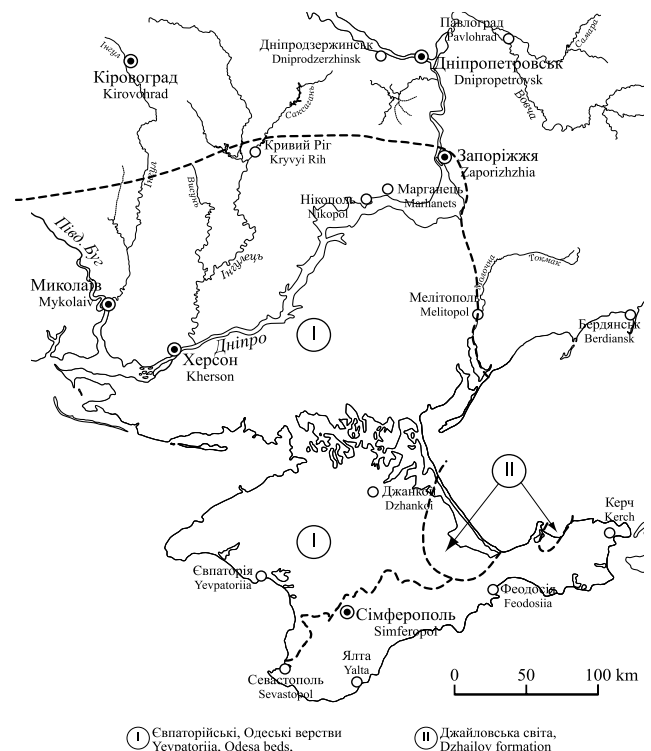 Павлоград
Pavlohrad
Самара
Інгул
Дніпродзержинськ
Dniprodzerzhinsk
Дніпропетровськ
Dnipropetrovsk
Кіровоград
Kirovohrad
Вовча
Саксагань
Кривий Ріг
Kryvyi Rih
Запоріжжя
Zaporizhzhia
Інгул
Висунь
Марганець
Marhanets
Нікополь
Nikopol
Півд. Буг
Інгулець
Молочна
Токмак
Миколаїв
Mykolaiv
Мелітополь
Melitopol
Бердянськ
Berdiansk
Дніпро
I
Херсон
Kherson
II
Джанкой
Dzhankoi
Керч
Kerch
I
Євпаторія
Yevpatoriia
Феодосія
Feodosiia
Сімферополь
Simferopol
Ялта
Yalta
Севастополь
Sevastopol
0 50 100 km
I Євпаторійські, Одеські верстви
Yevpatoriia, Odesa beds,
II Джайловська світа,
Dzhailov formation